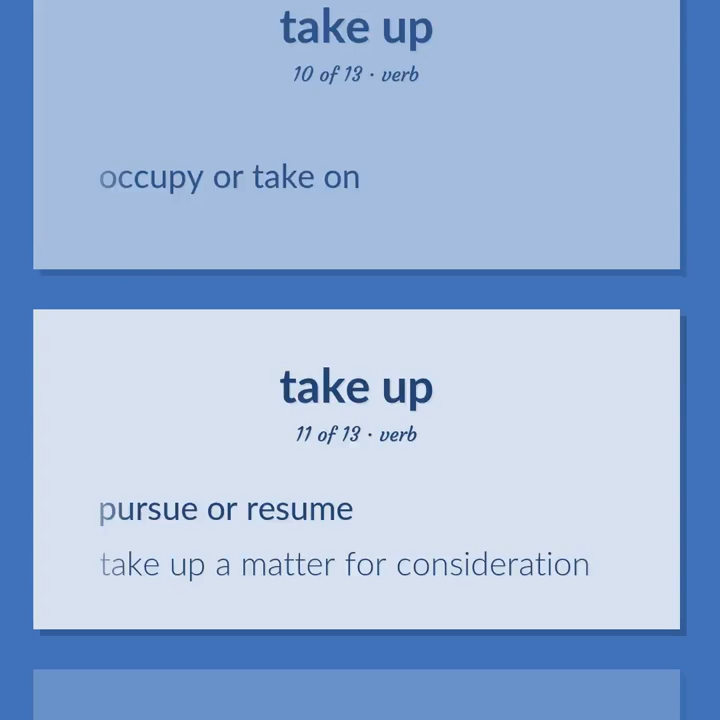 take up
10 of 13 · verb
occupy or take on
take up
11 of 13 · verb
pursue or resume
take up a matter for consideration